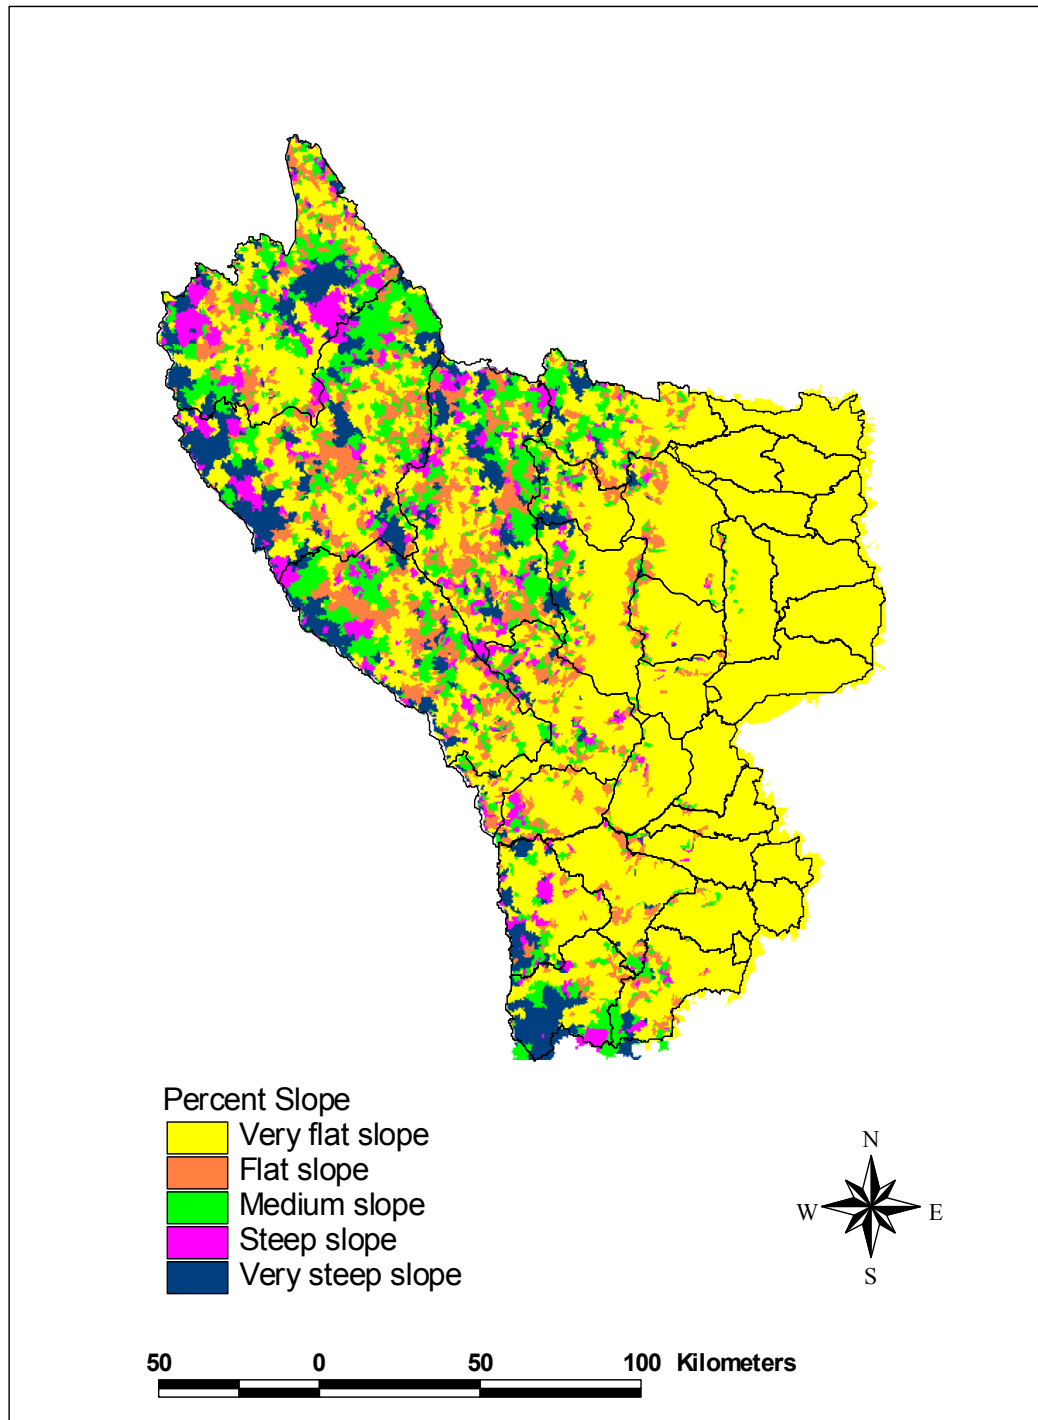 Percent Slope
Very flat slope
Flat slope
Medium slope
Steep slope
Very steep slope
N
W E
S
50 0 50 100 Kilometers